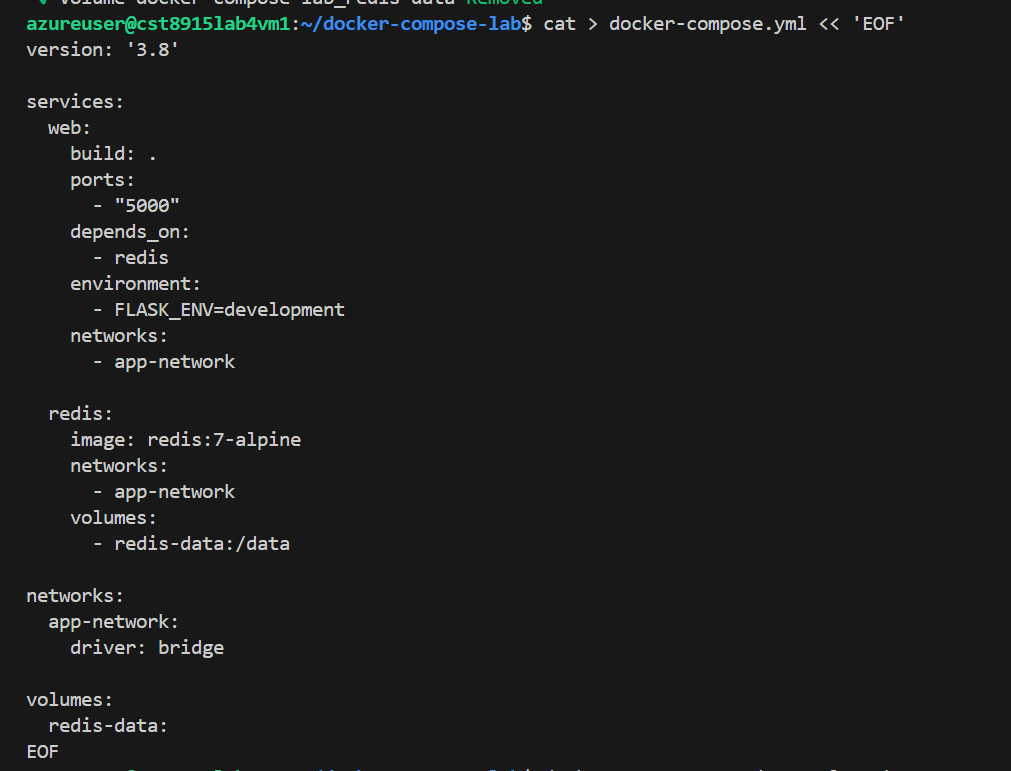 azureuser@cst8915lab4vm1:~/docker-compose-lab$ cat > docker-compose.yml << 'EOF'
version: '3.8'

services:
  web:
    build: .
    ports:
      - "5000"
    depends_on:
      - redis
    environment:
      - FLASK_ENV=development
    networks:
      - app-network

  redis:
    image: redis:7-alpine
    networks:
      - app-network
    volumes:
      - redis-data:/data

networks:
  app-network:
    driver: bridge

volumes:
  redis-data:
EOF